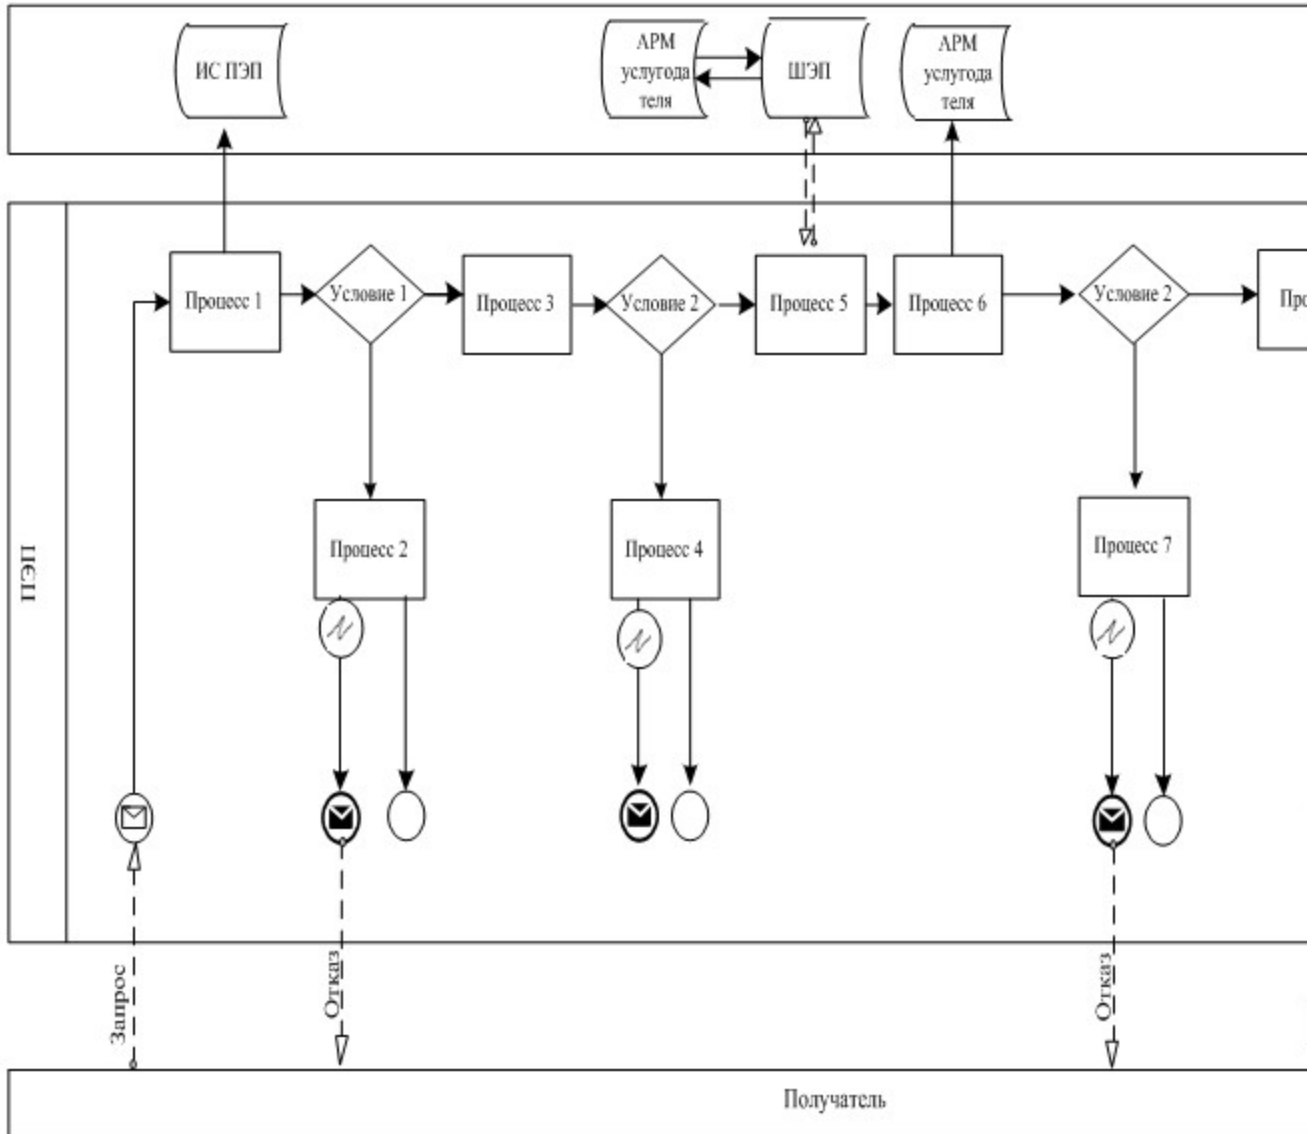 ИС ПЭП
АРМ
услугода
теля
ШЭП
АРМ
услугода
теля
ПЭП
Процесс 1
Условие 1
Процесс 3
Условие 2
Процесс 5
Процесс 6
Условие 2
Процесс 2
Процесс 4
Процесс 7
Запрос
Отказ
Отказ
Получатель